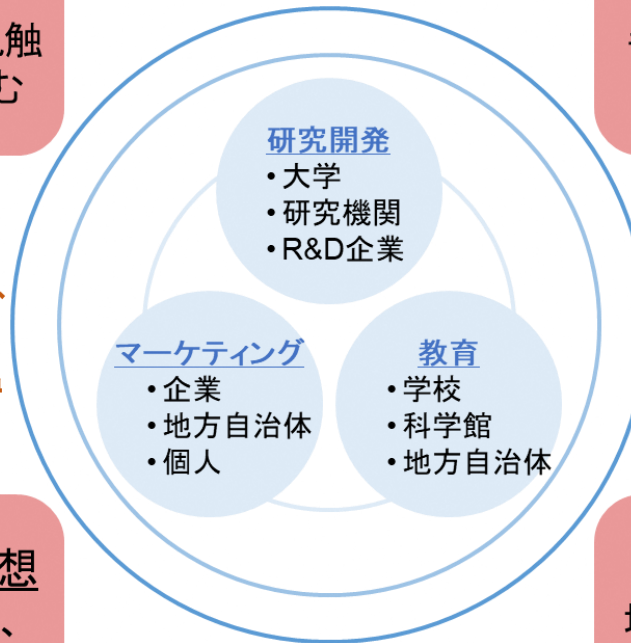 触
む
研究開発
・大学
・研究機関
・R&D企業
マーケティング
・企業
・地方自治体
・個人
教育
・学校
・科学館
・地方自治体
想
、